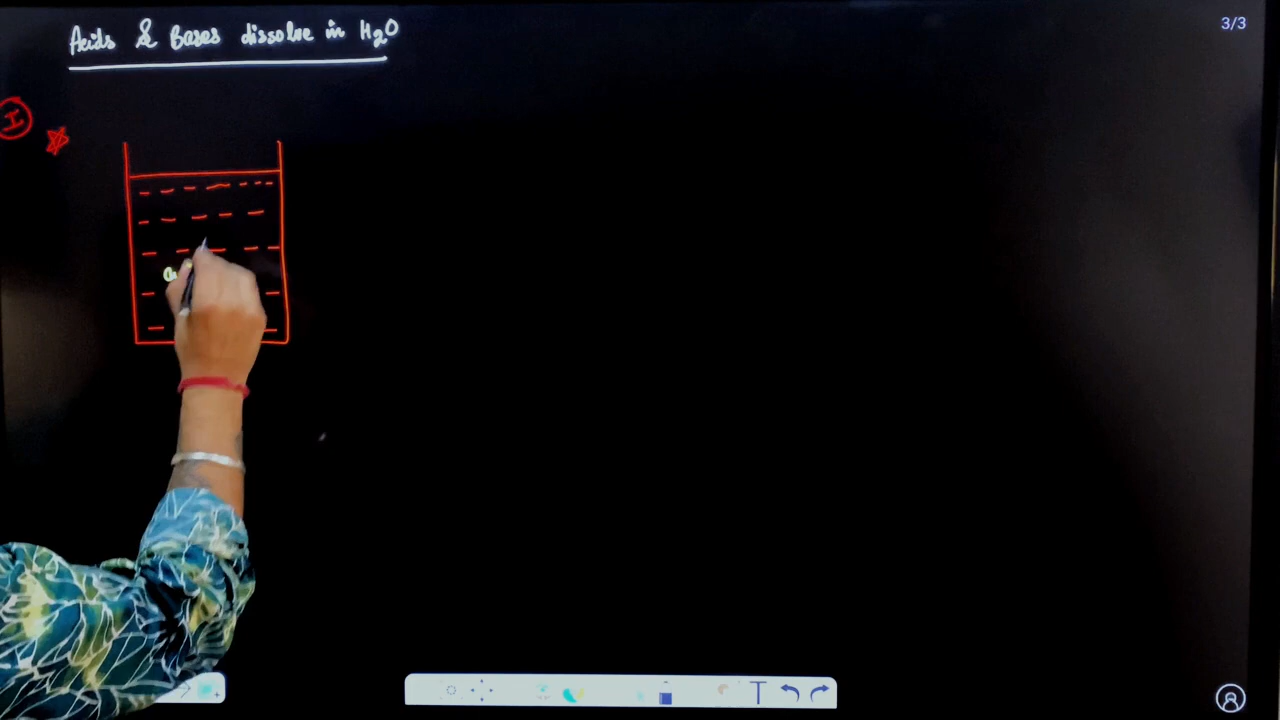 Acids & Bases dissolve in H₂O
3/3
I
T